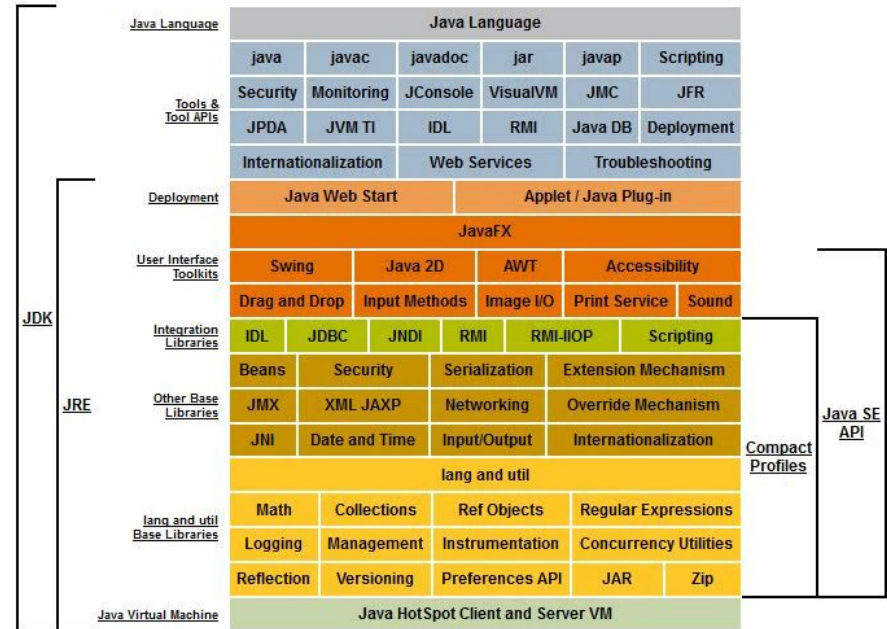 Java Language Java Language
java javac javadoc jar javap Scripting
Security Monitoring JConsole VisualVM JMC JFR
Tools &
Tool APIs
JPDA JVM TI IDL RMI Java DB Deployment
Internationalization Web Services Troubleshooting
Deployment Java Web Start Applet / Java Plug-in
JavaFX
User Interface
Toolkits
Swing Java 2D AWT Accessibility
Drag and Drop Input Methods Image I/O Print Service Sound
JDK
Integration
Libraries
IDL JDBC JNDI RMI RMI-IIOP Scripting
Beans Security Serialization Extension Mechanism
JRE
Other Base
Libraries
JMX XML JAXP Networking Override Mechanism
Java SE
API
JNI Date and Time Input/Output Internationalization
Compact
Profiles
lang and util
Math Collections Ref Objects Regular Expressions
lang and util
Base Libraries
Logging Management Instrumentation Concurrency Utilities
Reflection Versioning Preferences API JAR Zip
Java Virtual Machine Java HotSpot Client and Server VM